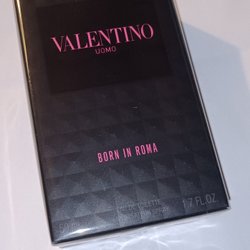 VALENTINO
UOMO
BORN IN ROMA
1.7 FL.OZ.